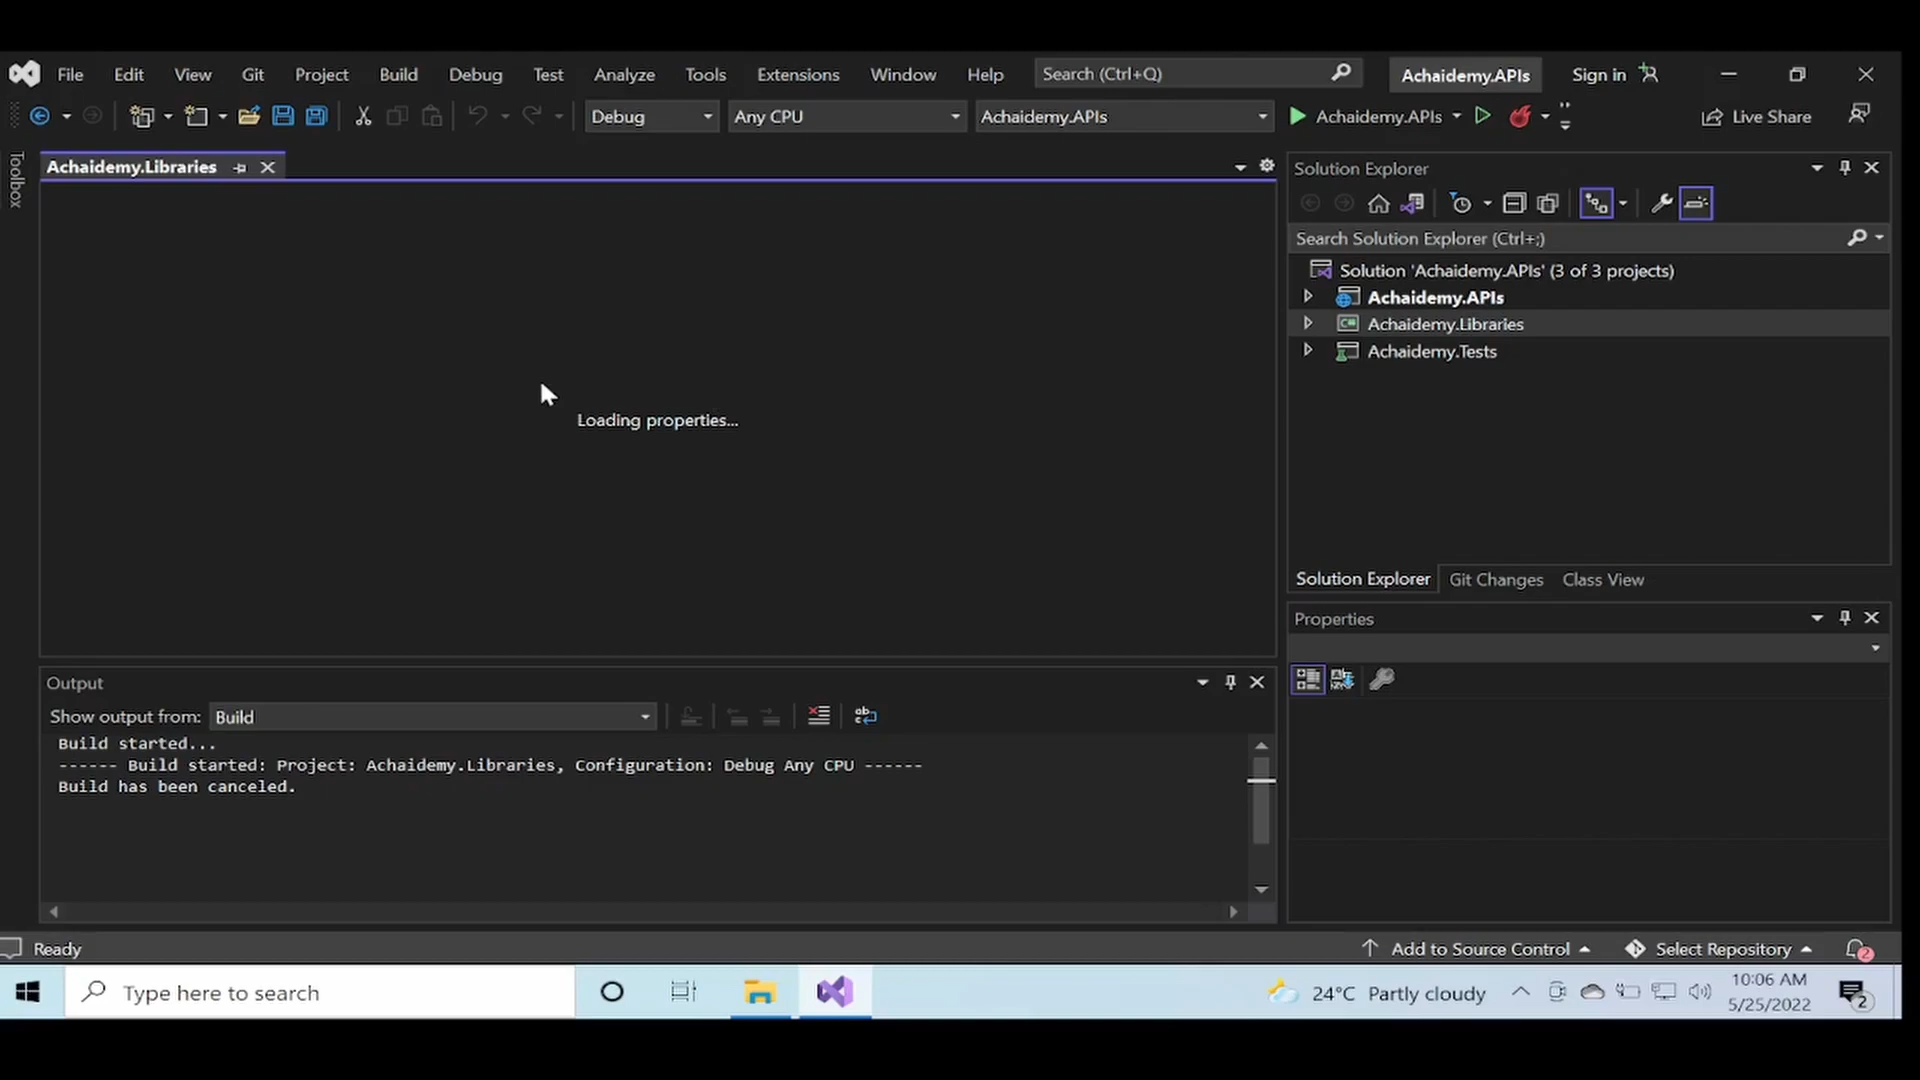 File Edit View Git Project Build Debug Test Analyze Tools Extensions Window Help Search (Ctrl+Q) Achaidemy.APIs Sign in
Debug Any CPU Achaidemy.APIs Achaidemy.APIs Live Share
Toolbox
Achaidemy.Libraries
Loading properties...
Solution Explorer
Search Solution Explorer (Ctrl+;)
Solution 'Achaidemy.APIs' (3 of 3 projects)
Achaidemy.APIs
Achaidemy.Libraries
Achaidemy.Tests
Solution Explorer Git Changes Class View
Properties
Output
Show output from: Build
Build started...
------ Build started: Project: Achaidemy.Libraries, Configuration: Debug Any CPU ------
Build has been canceled.
Ready Add to Source Control Select Repository 2
Type here to search 24°C Partly cloudy 10:06 AM
5/25/2022 2